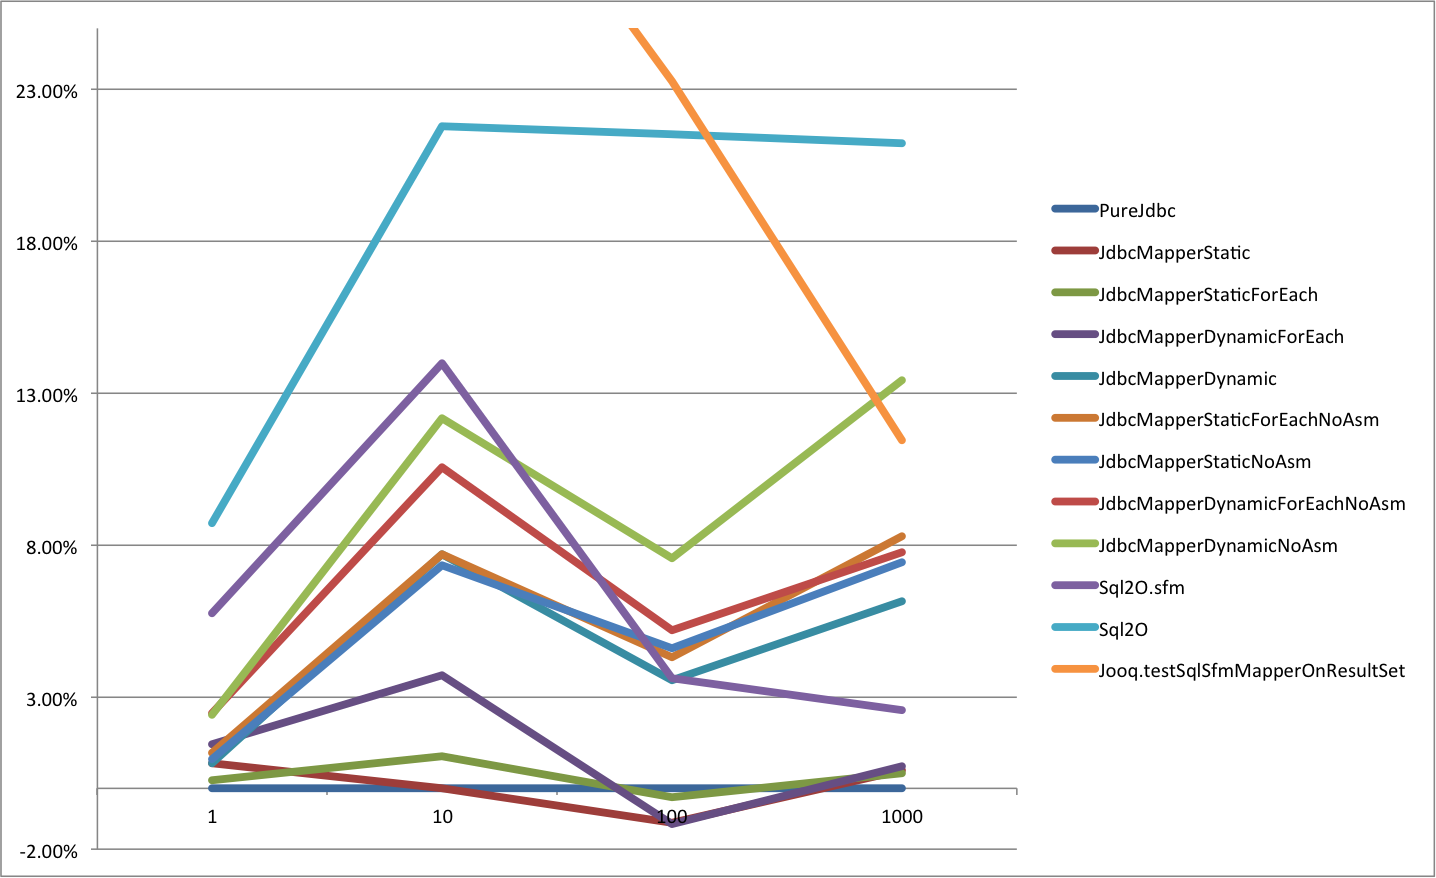 23.00%
18.00%
13.00%
8.00%
3.00%
-2.00%
1 10 100 1000
PureJdbc
JdbcMapperStatic
JdbcMapperStaticForEach
JdbcMapperDynamicForEach
JdbcMapperDynamic
JdbcMapperStaticForEachNoAsm
JdbcMapperStaticNoAsm
JdbcMapperDynamicForEachNoAsm
JdbcMapperDynamicNoAsm
Sql2O.sfm
Sql2O
Jooq.testSqlSfmMapperOnResultSet